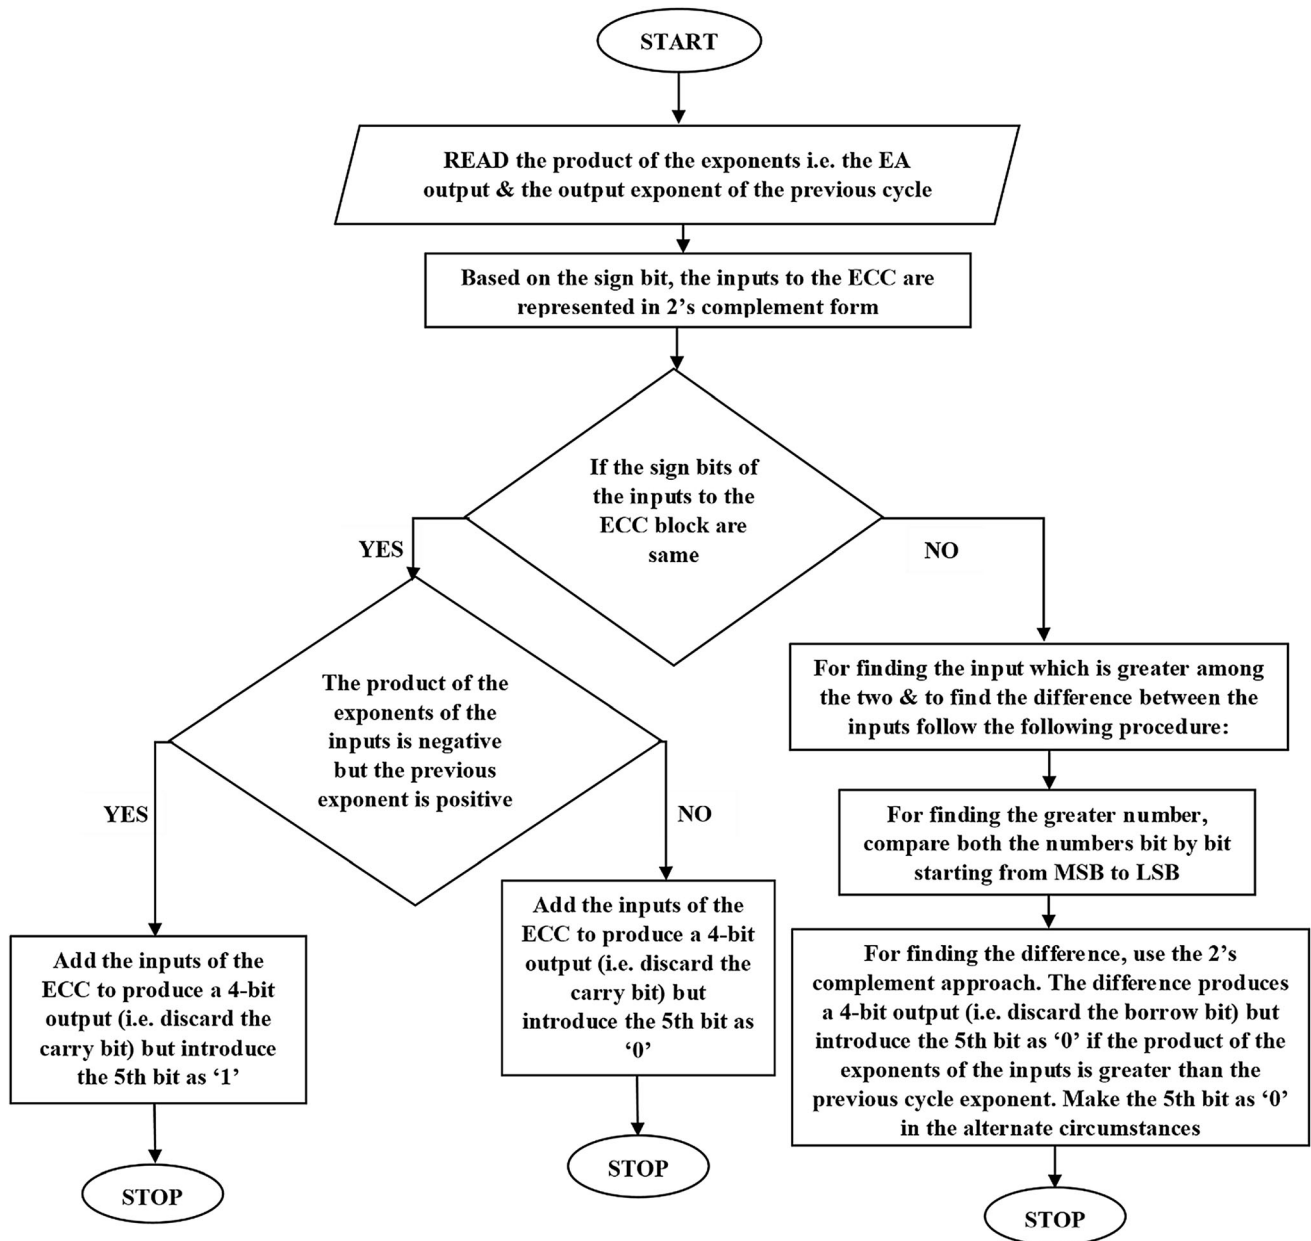 START
READ the product of the exponents i.e. the EA
output & the output exponent of the previous cycle
Based on the sign bit, the inputs to the ECC are
represented in 2’s complement form
If the sign bits of
the inputs to the
ECC block are
same
YES
NO
The product of the
exponents of the
inputs is negative
but the previous
exponent is positive
YES
NO
Add the inputs of the
ECC to produce a 4-bit
output (i.e. discard the
carry bit) but introduce
the 5th bit as ‘1’
STOP
Add the inputs of the
ECC to produce a 4-bit
output (i.e. discard the
carry bit) but
introduce the 5th bit as
‘0’
STOP
For finding the input which is greater among
the two & to find the difference between the
inputs follow the following procedure:
For finding the greater number,
compare both the numbers bit by bit
starting from MSB to LSB
For finding the difference, use the 2’s
complement approach. The difference produces
a 4-bit output (i.e. discard the borrow bit) but
introduce the 5th bit as ‘0’ if the product of the
exponents of the inputs is greater than the
previous cycle exponent. Make the 5th bit as ‘0’
in the alternate circumstances
STOP